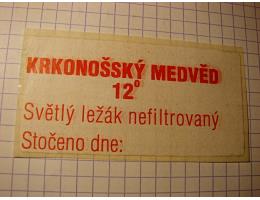 KRKONOŠSKÝ MEDVĚD
12°
Světlý ležák nefiltrovaný
Stočeno dne: